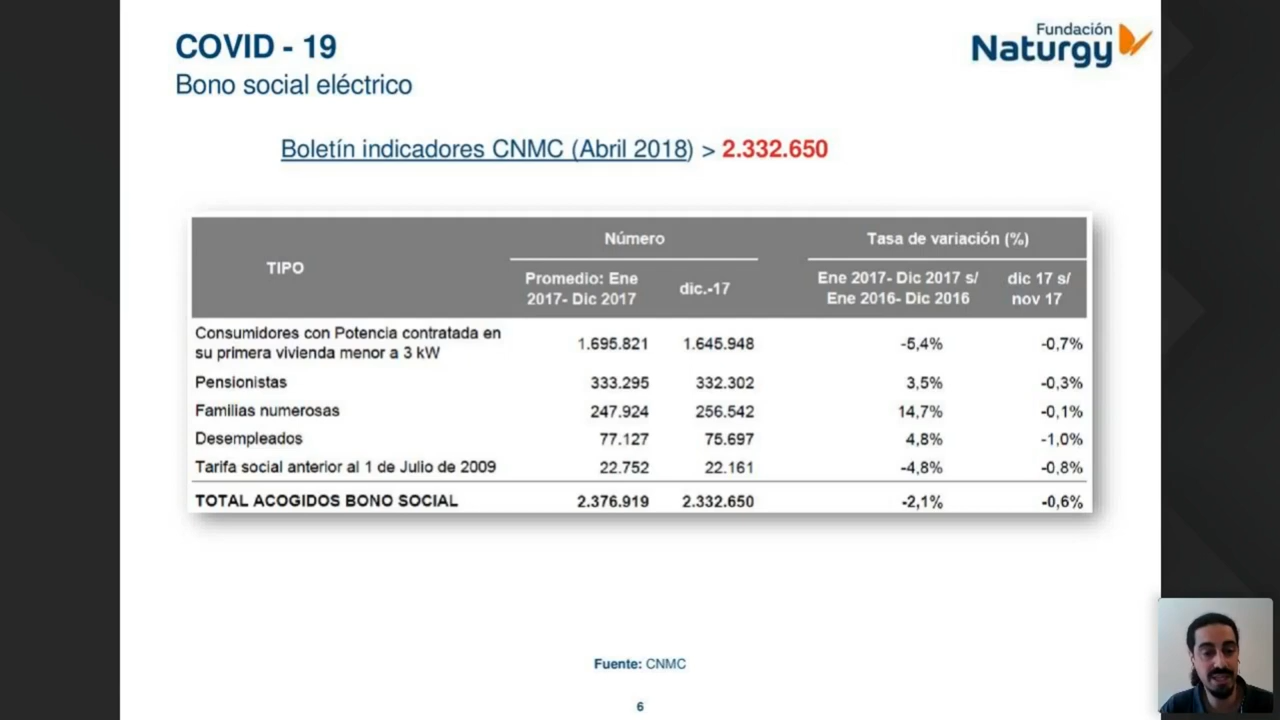 COVID - 19
Bono social eléctrico
Fundación
Naturgy
Boletín indicadores CNMC (Abril 2018) > 2.332.650
TIPO
Número
Tasa de variación (%)
Promedio: Ene 2017- Dic 2017
dic.-17
Ene 2017- Dic 2017 s/ Ene 2016- Dic 2016
dic 17 s/ nov 17
Consumidores con Potencia contratada en
su primera vivienda menor a 3 kW 1.695.821 1.645.948 -5,4% -0,7%
Pensionistas 333.295 332.302 3,5% -0,3%
Familias numerosas 247.924 256.542 14,7% -0,1%
Desempleados 77.127 75.697 4,8% -1,0%
Tarifa social anterior al 1 de Julio de 2009 22.752 22.161 -4,8% -0,8%
TOTAL ACOGIDOS BONO SOCIAL 2.376.919 2.332.650 -2,1% -0,6%
Fuente: CNMC
6